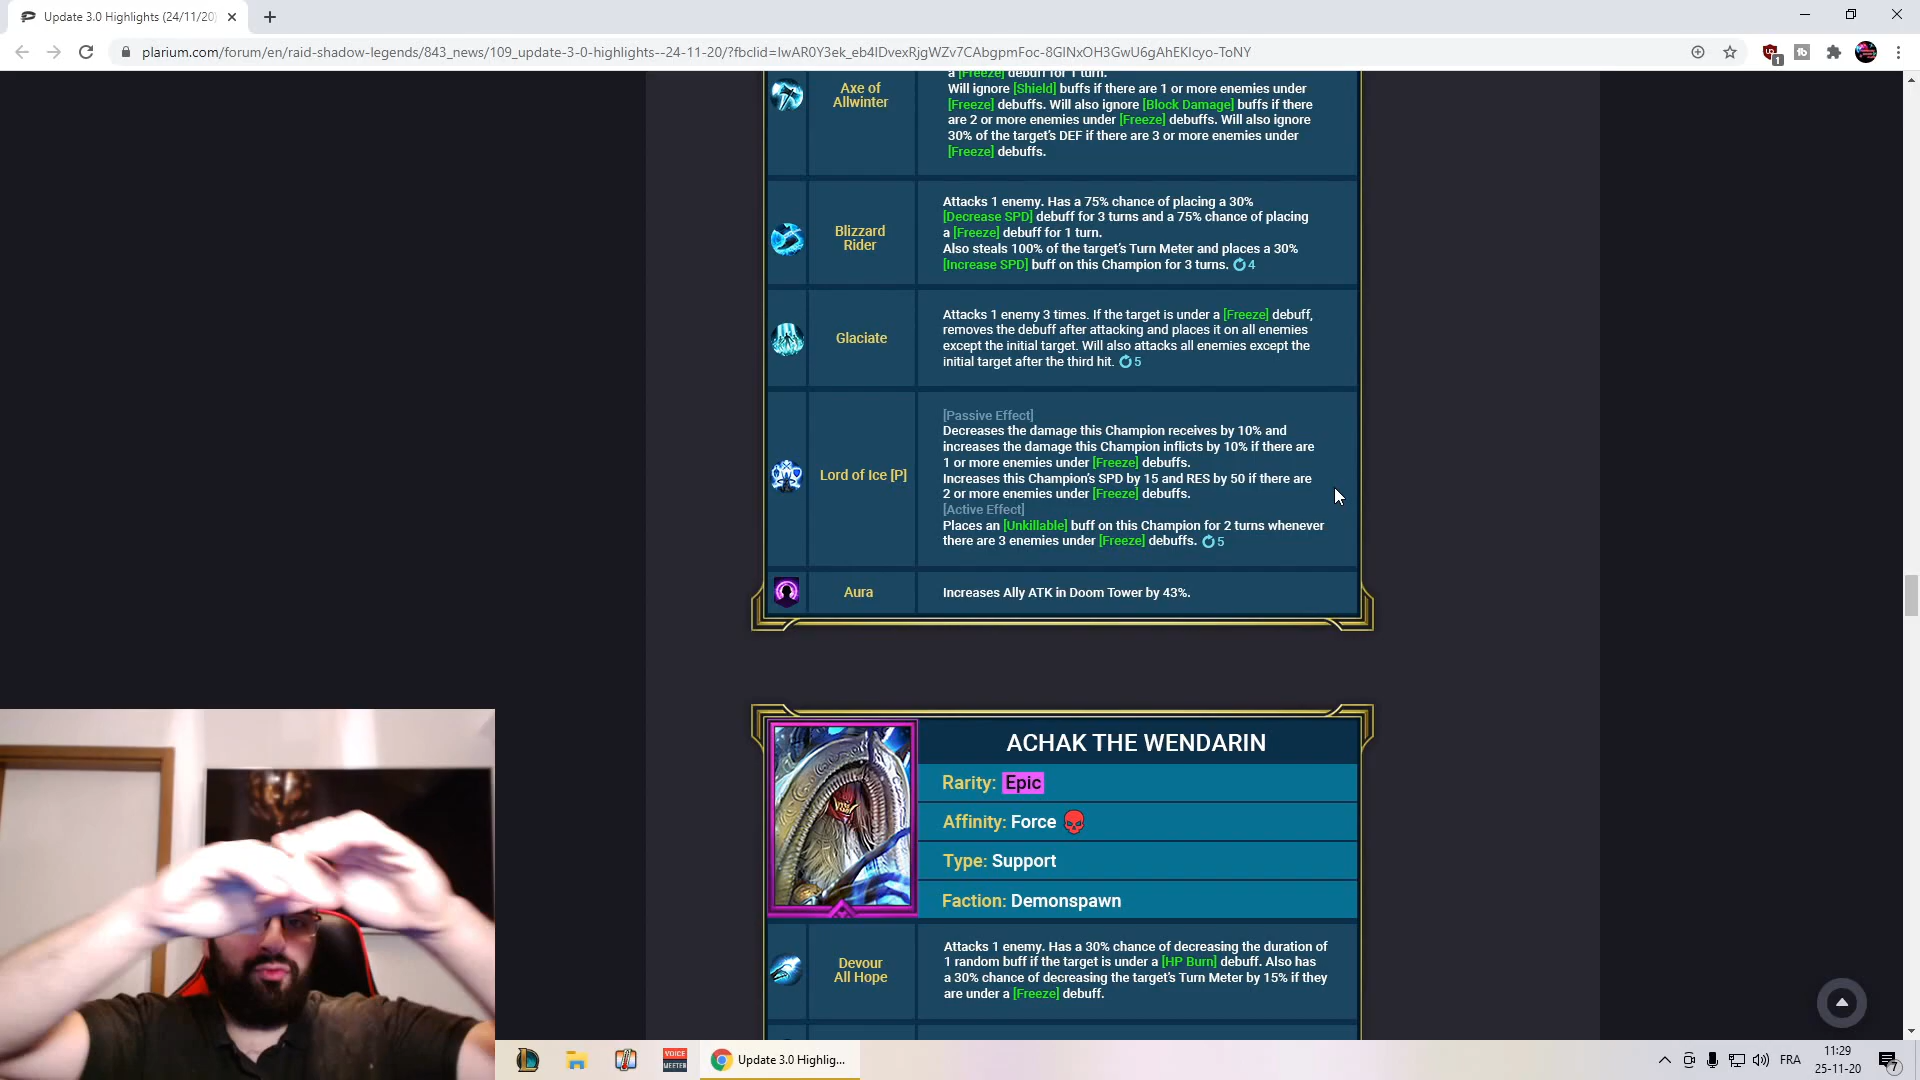 Update 3.0 Highlights (24/11/20)
plarium.com/forum/en/raid-shadow-legends/843_news/109_update-3-0-highlights--24-11-20/?fbclid=IwAR0Y3ek_eb4lDvexRjgWZv7CAbgpmFoc-8GlNxOH3GwU6gAhEKlcyo-ToNY
1
Axe of
Allwinter
a [Freeze] debuff for 1 turn.
Will ignore [Shield] buffs if there are 1 or more enemies under
[Freeze] debuffs. Will also ignore [Block Damage] buffs if there
are 2 or more enemies under [Freeze] debuffs. Will also ignore
30% of the target's DEF if there are 3 or more enemies under
[Freeze] debuffs.
Blizzard
Rider
Attacks 1 enemy. Has a 75% chance of placing a 30%
[Decrease SPD] debuff for 3 turns and a 75% chance of placing
a [Freeze] debuff for 1 turn.
Also steals 100% of the target's Turn Meter and places a 30%
[Increase SPD] buff on this Champion for 3 turns. 4
Glaciate
Attacks 1 enemy 3 times. If the target is under a [Freeze] debuff,
removes the debuff after attacking and places it on all enemies
except the initial target. Will also attacks all enemies except the
initial target after the third hit. 5
Lord of Ice [P]
[Passive Effect]
Decreases the damage this Champion receives by 10% and
increases the damage this Champion inflicts by 10% if there are
1 or more enemies under [Freeze] debuffs.
Increases this Champion's SPD by 15 and RES by 50 if there are
2 or more enemies under [Freeze] debuffs.
[Active Effect]
Places an [Unkillable] buff on this Champion for 2 turns whenever
there are 3 enemies under [Freeze] debuffs. 5
Aura
Increases Ally ATK in Doom Tower by 43%.
ACHAK THE WENDARIN
Rarity: Epic
Affinity: Force
Type: Support
Faction: Demonspawn
Devour
All Hope
Attacks 1 enemy. Has a 30% chance of decreasing the duration of
1 random buff if the target is under a [HP Burn] debuff. Also has
a 30% chance of decreasing the target's Turn Meter by 15% if they
are under a [Freeze] debuff.
VOICE
MEETER
Update 3.0 Highlig...
FRA
11:29
25-11-20
7